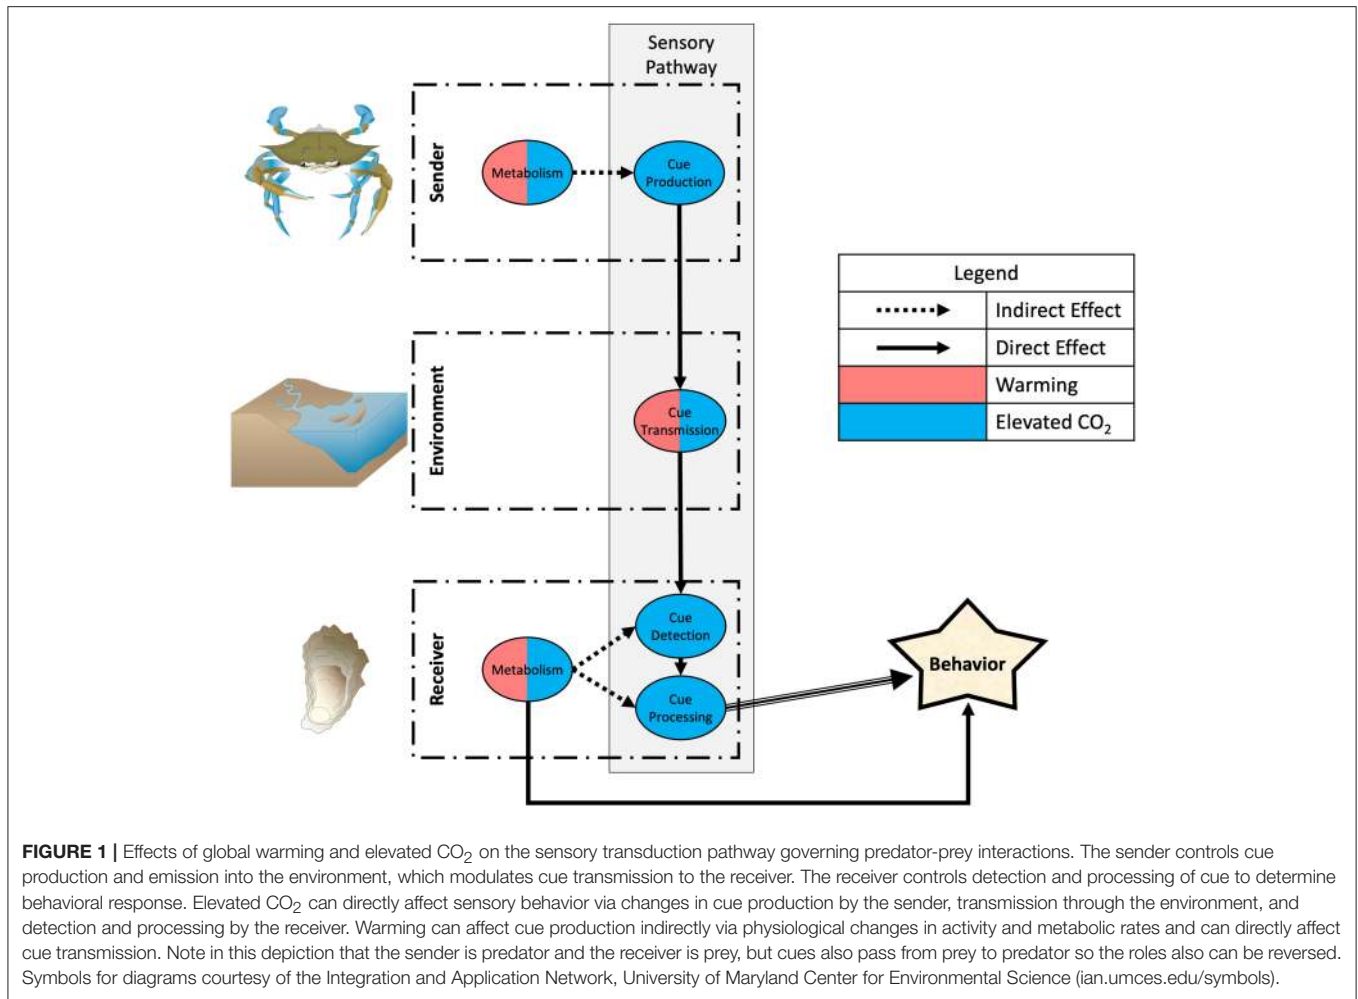 Sensory
Pathway
Sender
Metabolism
Cue
Production
Legend
Indirect Effect
Direct Effect
Warming
Elevated CO₂
Environment
Cue
Transmission
Receiver
Metabolism
Cue
Detection
Cue
Processing
Behavior
FIGURE 1 | Effects of global warming and elevated CO₂ on the sensory transduction pathway governing predator-prey interactions. The sender controls cue
production and emission into the environment, which modulates cue transmission to the receiver. The receiver controls detection and processing of cue to determine
behavioral response. Elevated CO₂ can directly affect sensory behavior via changes in cue production by the sender, transmission through the environment, and
detection and processing by the receiver. Warming can affect cue production indirectly via physiological changes in activity and metabolic rates and can directly affect
cue transmission. Note in this depiction that the sender is predator and the receiver is prey, but cues also pass from prey to predator so the roles also can be reversed.
Symbols for diagrams courtesy of the Integration and Application Network, University of Maryland Center for Environmental Science (ian.umces.edu/symbols).